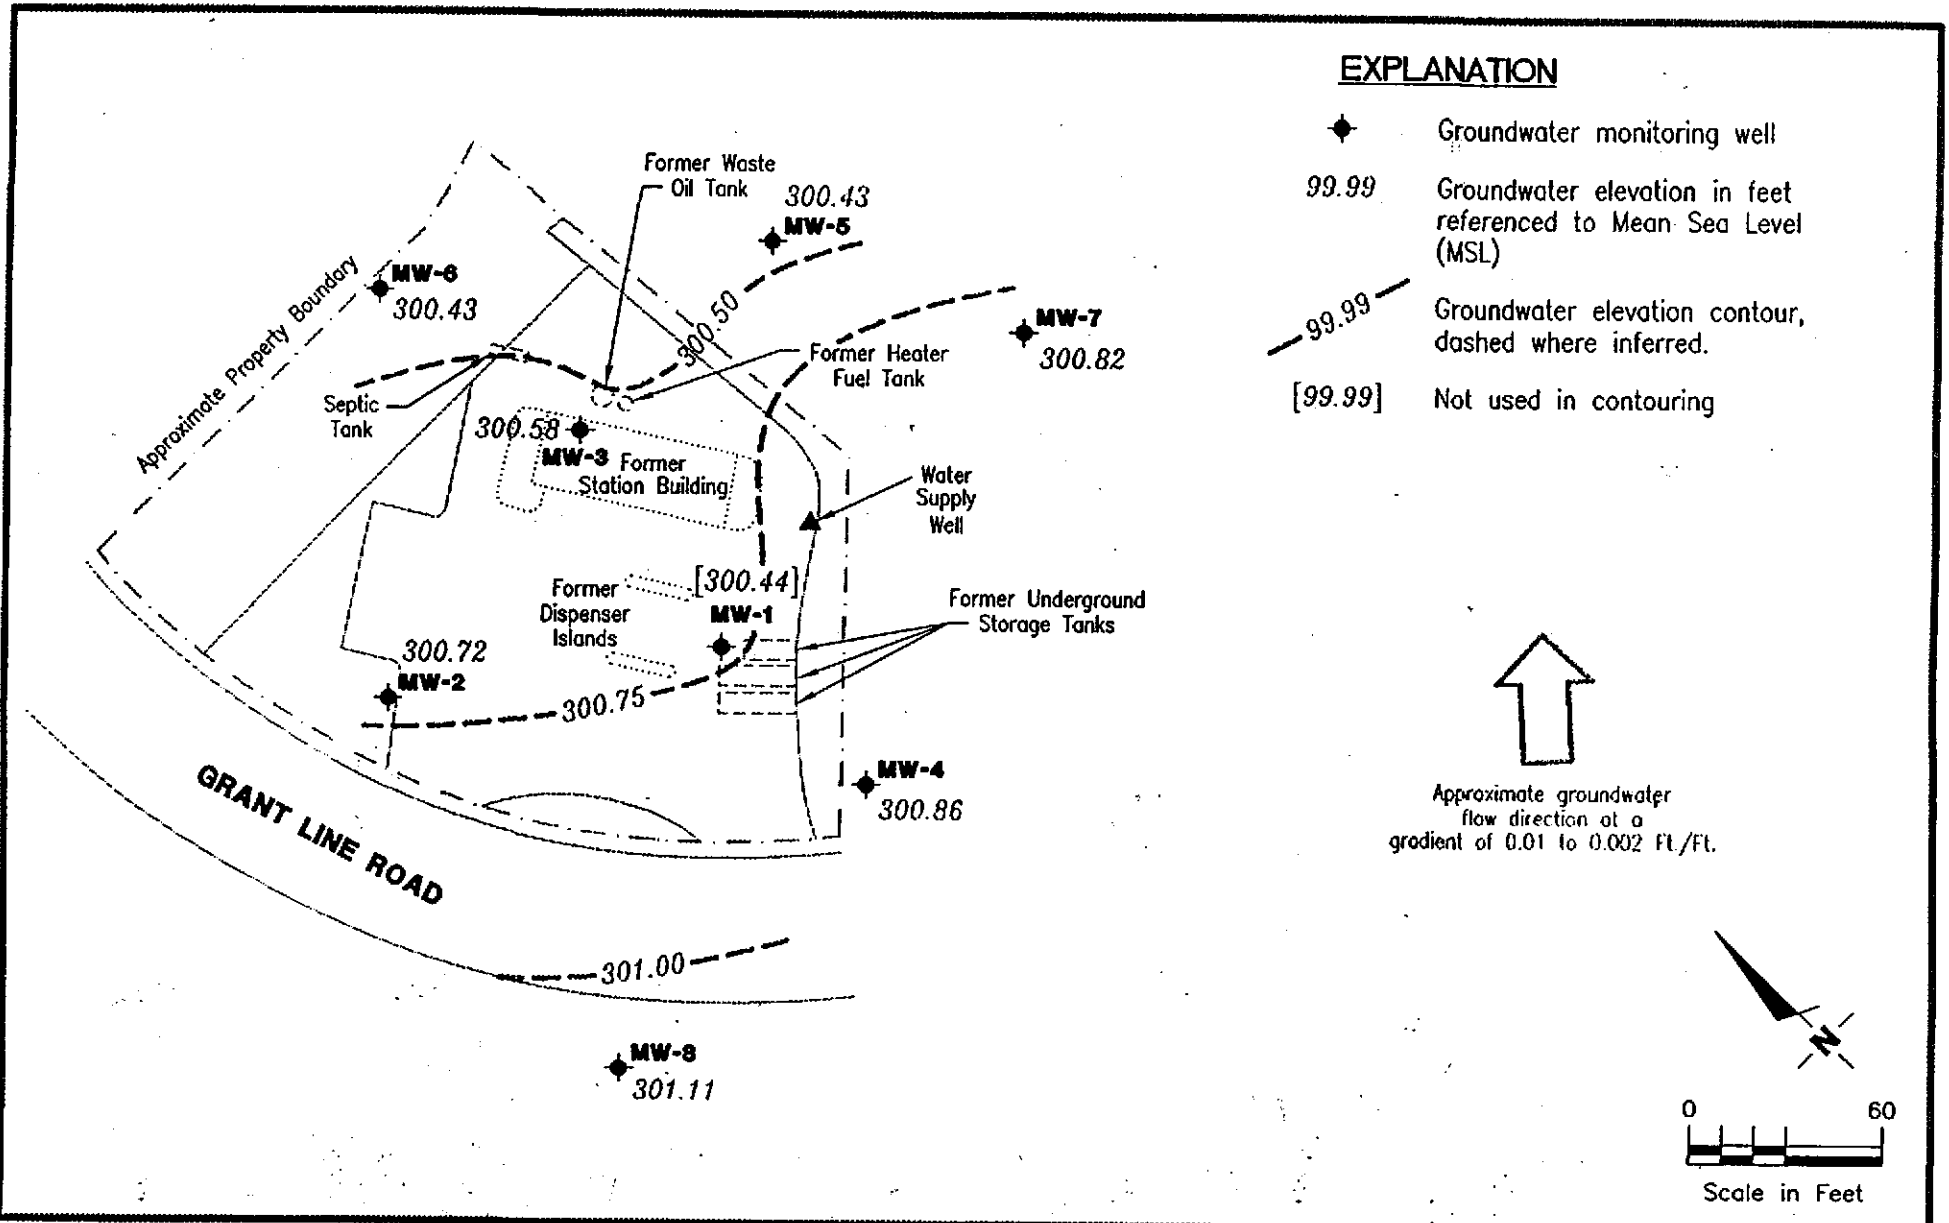 EXPLANATION
Groundwater monitoring well
99.99
Groundwater elevation in feet
referenced to Mean Sea Level
(MSL)
99.99
Groundwater elevation contour,
dashed where inferred.
[99.99]
Not used in contouring
Former Waste
Oil Tank
300.43
MW-5
MW-6
300.43
Approximate Property Boundary
300.50
MW-7
300.82
Former Heater
Fuel Tank
Septic
Tank
300.58
MW-3
Former
Station Building
Water
Supply
Well
[300.44]
MW-1
Former
Dispenser
Islands
Former Underground
Storage Tanks
300.72
MW-2
300.75
MW-4
300.86
GRANT LINE ROAD
301.00
MW-8
301.11
Approximate groundwater
flow direction at a
gradient of 0.01 to 0.002 Ft./Ft.
N
0 60
Scale in Feet